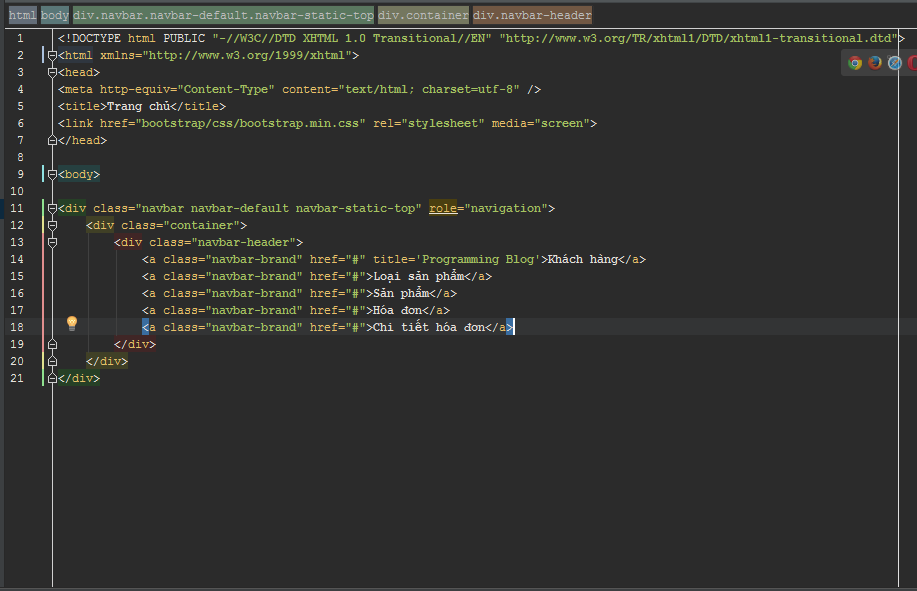 html body div.navbar.navbar-default.navbar-static-top div.container div.navbar-header
1 <!DOCTYPE html PUBLIC "-//W3C//DTD XHTML 1.0 Transitional//EN" "http://www.w3.org/TR/xhtml1/DTD/xhtml1-transitional.dtd">
2 <html xmlns="http://www.w3.org/1999/xhtml">
3 <head>
4 <meta http-equiv="Content-Type" content="text/html; charset=utf-8" />
5 <title>Trang chủ</title>
6 <link href="bootstrap/css/bootstrap.min.css" rel="stylesheet" media="screen">
7 </head>
8
9 <body>
10
11 <div class="navbar navbar-default navbar-static-top" role="navigation">
12 <div class="container">
13 <div class="navbar-header">
14 <a class="navbar-brand" href="#" title='Programming Blog'>Khách hàng</a>
15 <a class="navbar-brand" href="#">Loại sản phẩm</a>
16 <a class="navbar-brand" href="#">Sản phẩm</a>
17 <a class="navbar-brand" href="#">Hóa đơn</a>
18 <a class="navbar-brand" href="#">Chi tiết hóa đơn</a>
19 </div>
20 </div>
21 </div>